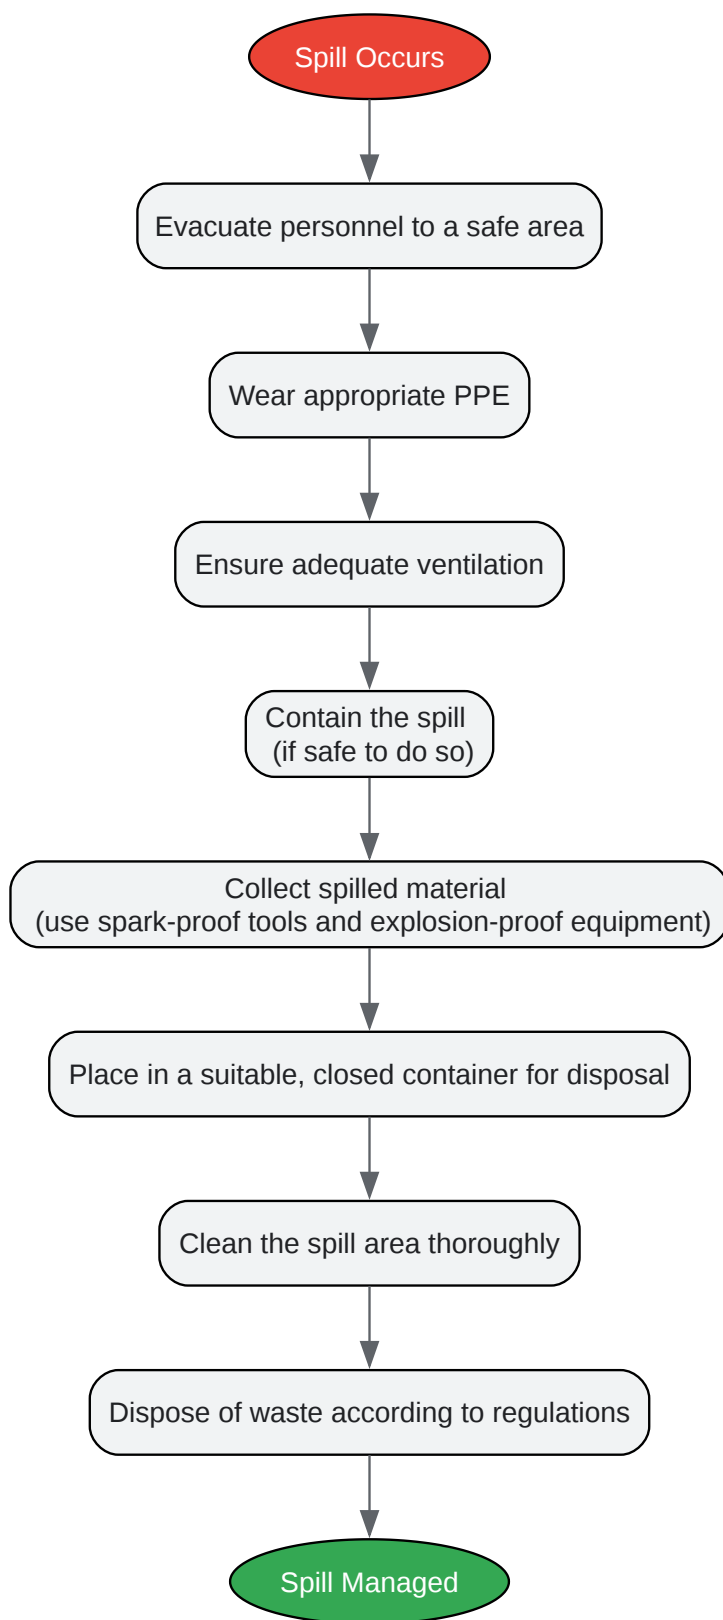 Spill Occurs
Evacuate personnel to a safe area
Wear appropriate PPE
Ensure adequate ventilation
Contain the spill
(if safe to do so)
Collect spilled material
(use spark-proof tools and explosion-proof equipment)
Place in a suitable, closed container for disposal
Clean the spill area thoroughly
Dispose of waste according to regulations
Spill Managed